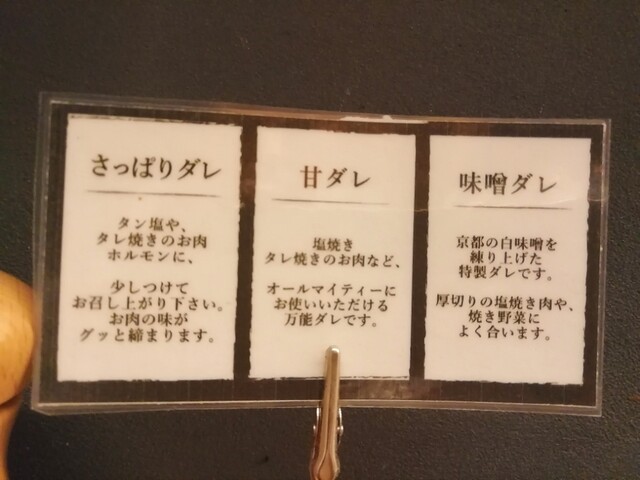 さっぱりダレ
タン塩や、
タレ焼きのお肉
ホルモンに、
少しつけて
お召し上がり下さい。
お肉の味が
グッと締まります。
甘ダレ
塩焼き
タレ焼きのお肉など、
オールマイティーに
お使いいただける
万能ダレです。
味噌ダレ
京都の白味噌を
練り上げた
特製ダレです。
厚切りの塩焼き肉や、
焼き野菜に
よく合います。